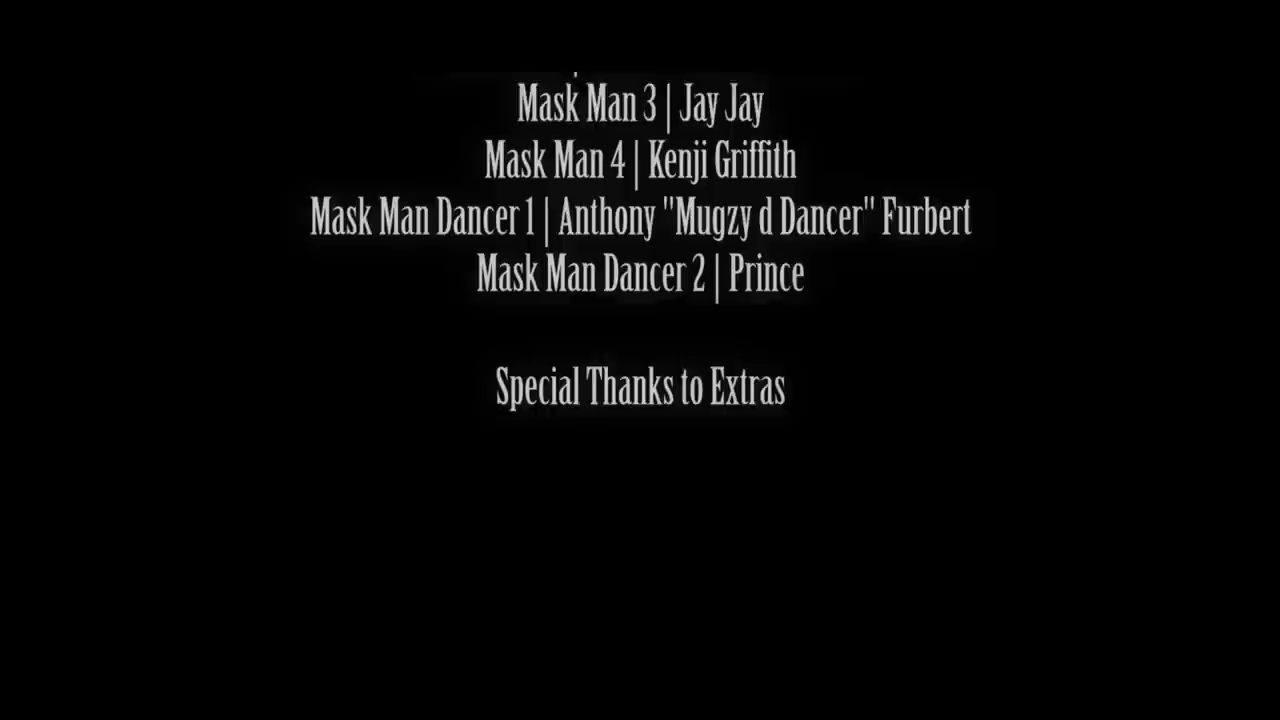 Mask Man 3 | Jay Jay
Mask Man 4 | Kenji Griffith
Mask Man Dancer 1 | Anthony "Mugzy d Dancer" Furbert
Mask Man Dancer 2 | Prince
Special Thanks to Extras